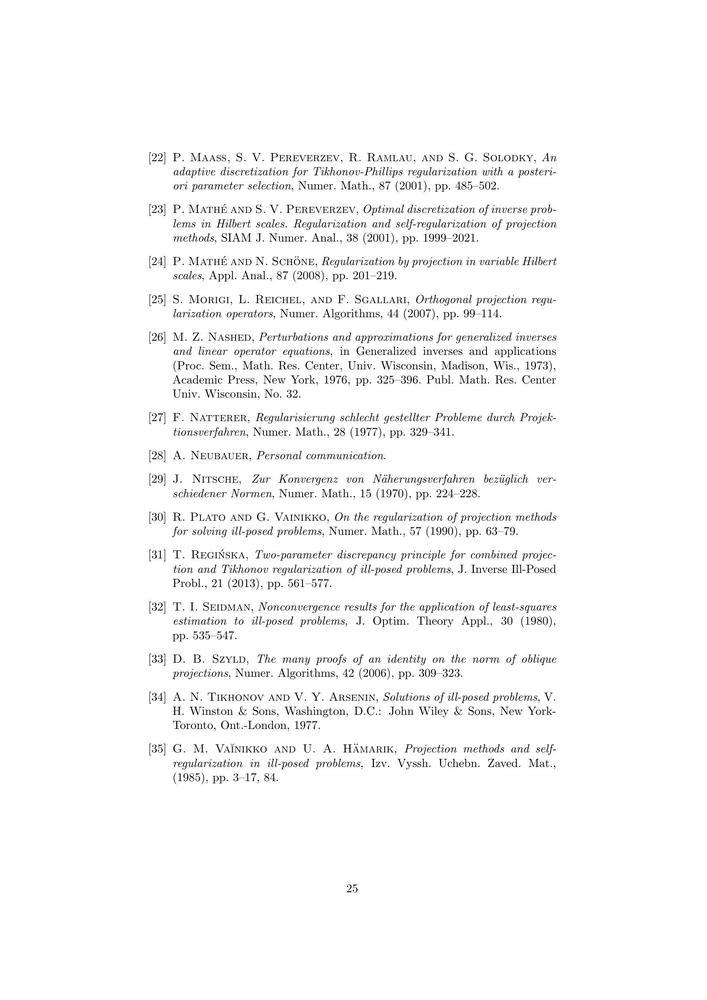 [22] P. Maass, S. V. Pereverzev, R. Ramlau, and S. G. Solodky, An
adaptive discretization for Tikhonov-Phillips regularization with a posteri-
ori parameter selection, Numer. Math., 87 (2001), pp. 485–502.
[23] P. Mathé and S. V. Pereverzev, Optimal discretization of inverse prob-
lems in Hilbert scales. Regularization and self-regularization of projection
methods, SIAM J. Numer. Anal., 38 (2001), pp. 1999–2021.
[24] P. Mathé and N. Schöne, Regularization by projection in variable Hilbert
scales, Appl. Anal., 87 (2008), pp. 201–219.
[25] S. Morigi, L. Reichel, and F. Sgallari, Orthogonal projection regu-
larization operators, Numer. Algorithms, 44 (2007), pp. 99–114.
[26] M. Z. Nashed, Perturbations and approximations for generalized inverses
and linear operator equations, in Generalized inverses and applications
(Proc. Sem., Math. Res. Center, Univ. Wisconsin, Madison, Wis., 1973),
Academic Press, New York, 1976, pp. 325–396. Publ. Math. Res. Center
Univ. Wisconsin, No. 32.
[27] F. Natterer, Regularisierung schlecht gestellter Probleme durch Projek-
tionsverfahren, Numer. Math., 28 (1977), pp. 329–341.
[28] A. Neubauer, Personal communication.
[29] J. Nitsche, Zur Konvergenz von Näherungsverfahren bezüglich ver-
schiedener Normen, Numer. Math., 15 (1970), pp. 224–228.
[30] R. Plato and G. Vainikko, On the regularization of projection methods
for solving ill-posed problems, Numer. Math., 57 (1990), pp. 63–79.
[31] T. Regińska, Two-parameter discrepancy principle for combined projec-
tion and Tikhonov regularization of ill-posed problems, J. Inverse Ill-Posed
Probl., 21 (2013), pp. 561–577.
[32] T. I. Seidman, Nonconvergence results for the application of least-squares
estimation to ill-posed problems, J. Optim. Theory Appl., 30 (1980),
pp. 535–547.
[33] D. B. Szyld, The many proofs of an identity on the norm of oblique
projections, Numer. Algorithms, 42 (2006), pp. 309–323.
[34] A. N. Tikhonov and V. Y. Arsenin, Solutions of ill-posed problems, V.
H. Winston & Sons, Washington, D.C.: John Wiley & Sons, New York-
Toronto, Ont.-London, 1977.
[35] G. M. Vaĭnikko and U. A. Hämarik, Projection methods and self-
regularization in ill-posed problems, Izv. Vyssh. Uchebn. Zaved. Mat.,
(1985), pp. 3–17, 84.
25